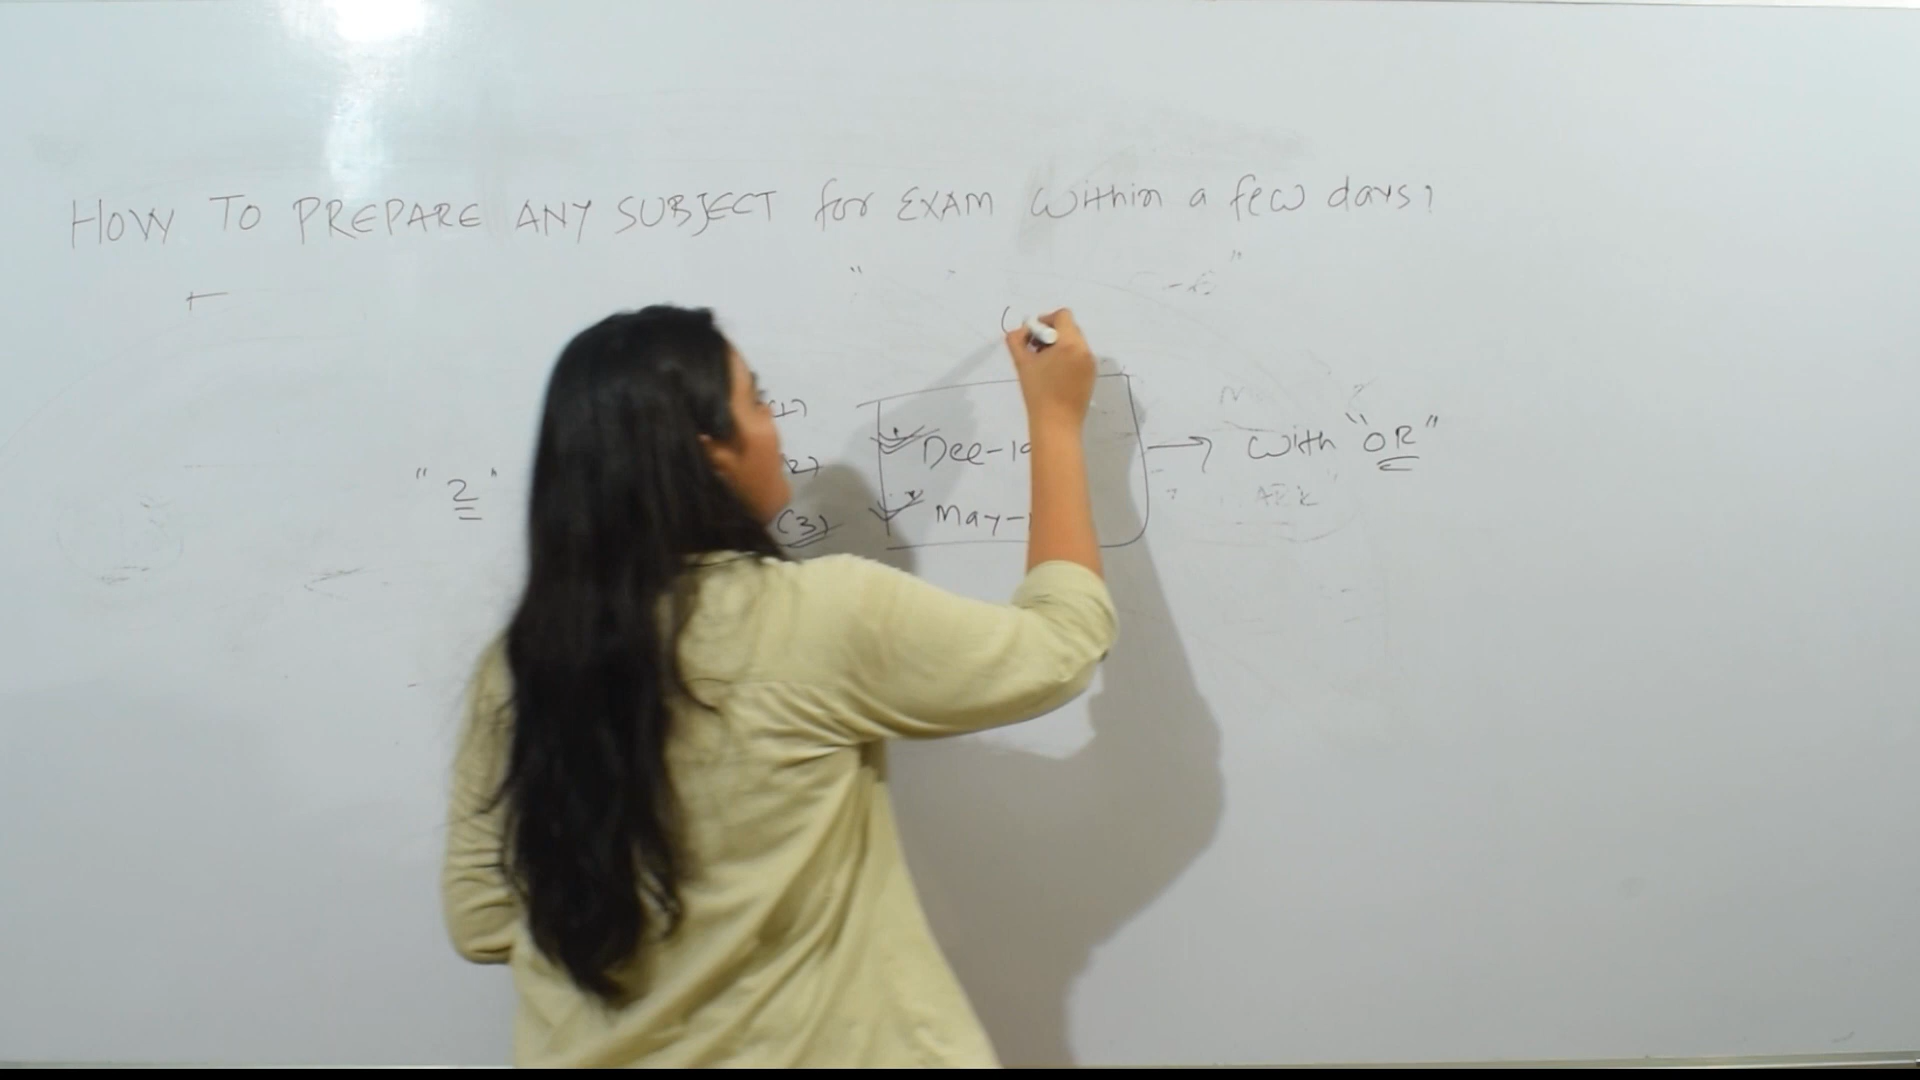 HOW TO PREPARE ANY SUBJECT for EXAM within a few days?
(1)
(2)
(3)
"2"
Dec-19
May-1
→ with "OR"